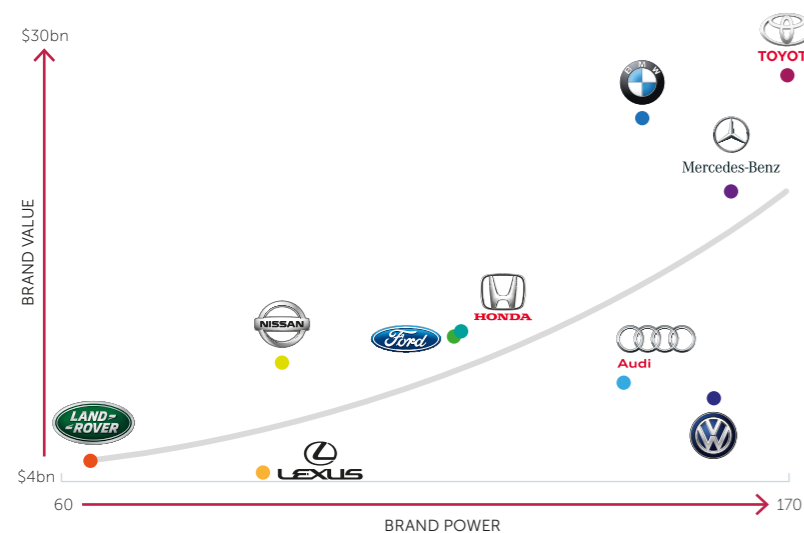 $30bn
TOYOT
BMW
Mercedes-Benz
BRAND VALUE
HONDA
NISSAN
Ford
Audi
LAND-
-ROVER
LEXUS
$4bn
60
170
BRAND POWER